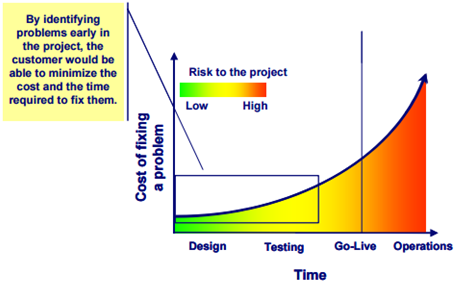 By identifying
problems early in
the project, the
customer would be
able to minimize the
cost and the time
required to fix them.
Risk to the project
Low High
Cost of fixing
a problem
Design Testing Go-Live Operations
Time